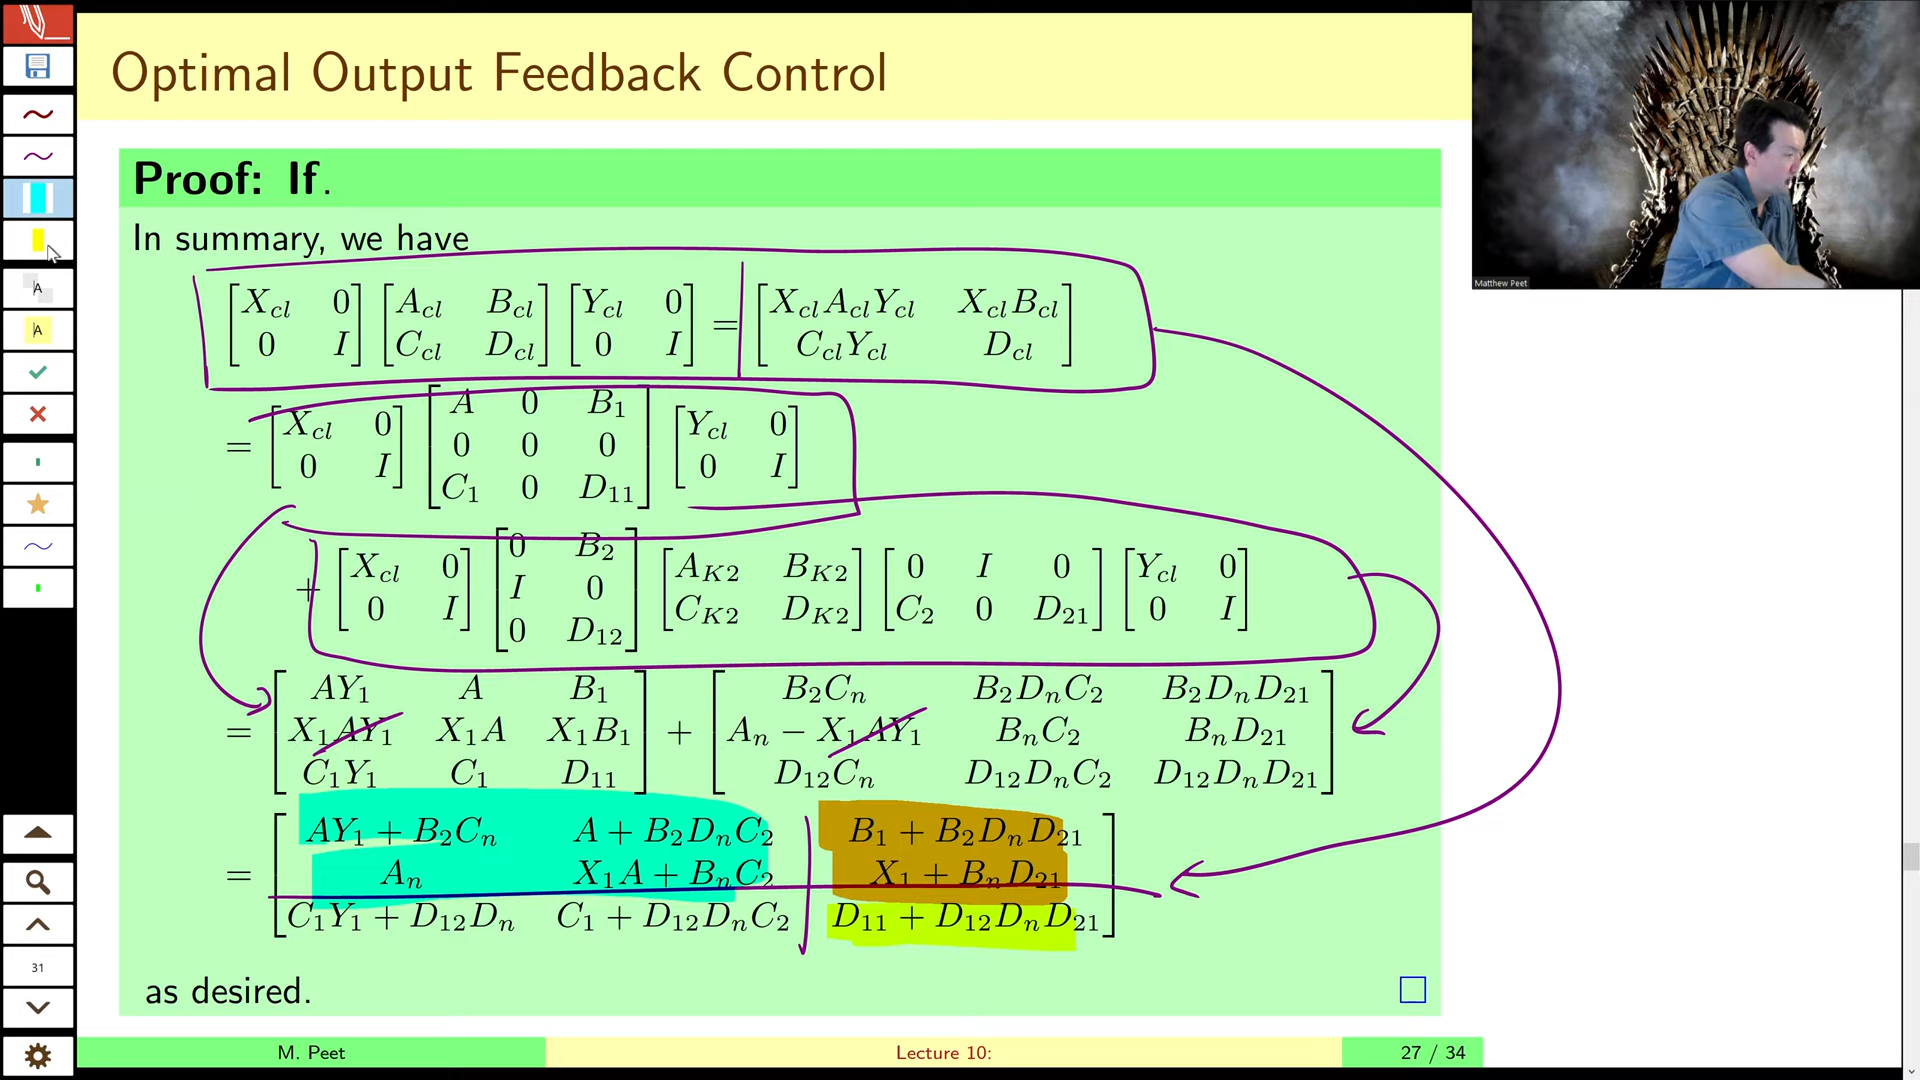 Optimal Output Feedback Control
Matthew Peet
Proof: If.
In summary, we have
[X_cl 0; 0 I] [A_cl B_cl; C_cl D_cl] [Y_cl 0; 0 I] = [X_cl A_cl Y_cl X_cl B_cl; C_cl Y_cl D_cl]
= [X_cl 0; 0 I] [A 0 B_1; 0 0 0; C_1 0 D_11] [Y_cl 0; 0 I]
+ [X_cl 0; 0 I] [0 B_2; I 0; 0 D_12] [A_K2 B_K2; C_K2 D_K2] [0 I 0; C_2 0 D_21] [Y_cl 0; 0 I]
= [AY_1 A B_1; X_1AY_1 X_1A X_1B_1; C_1Y_1 C_1 D_11] + [B_2C_n B_2D_nC_2 B_2D_nD_21; A_n − X_1AY_1 B_nC_2 B_nD_21; D_12C_n D_12D_nC_2 D_12D_nD_21]
= [AY_1 + B_2C_n A + B_2D_nC_2 B_1 + B_2D_nD_21; A_n X_1A + B_nC_2 X_1 + B_nD_21; C_1Y_1 + D_12D_n C_1 + D_12D_nC_2 D_11 + D_12D_nD_21]
as desired.
A
A
31
M. Peet
Lecture 10:
27 / 34